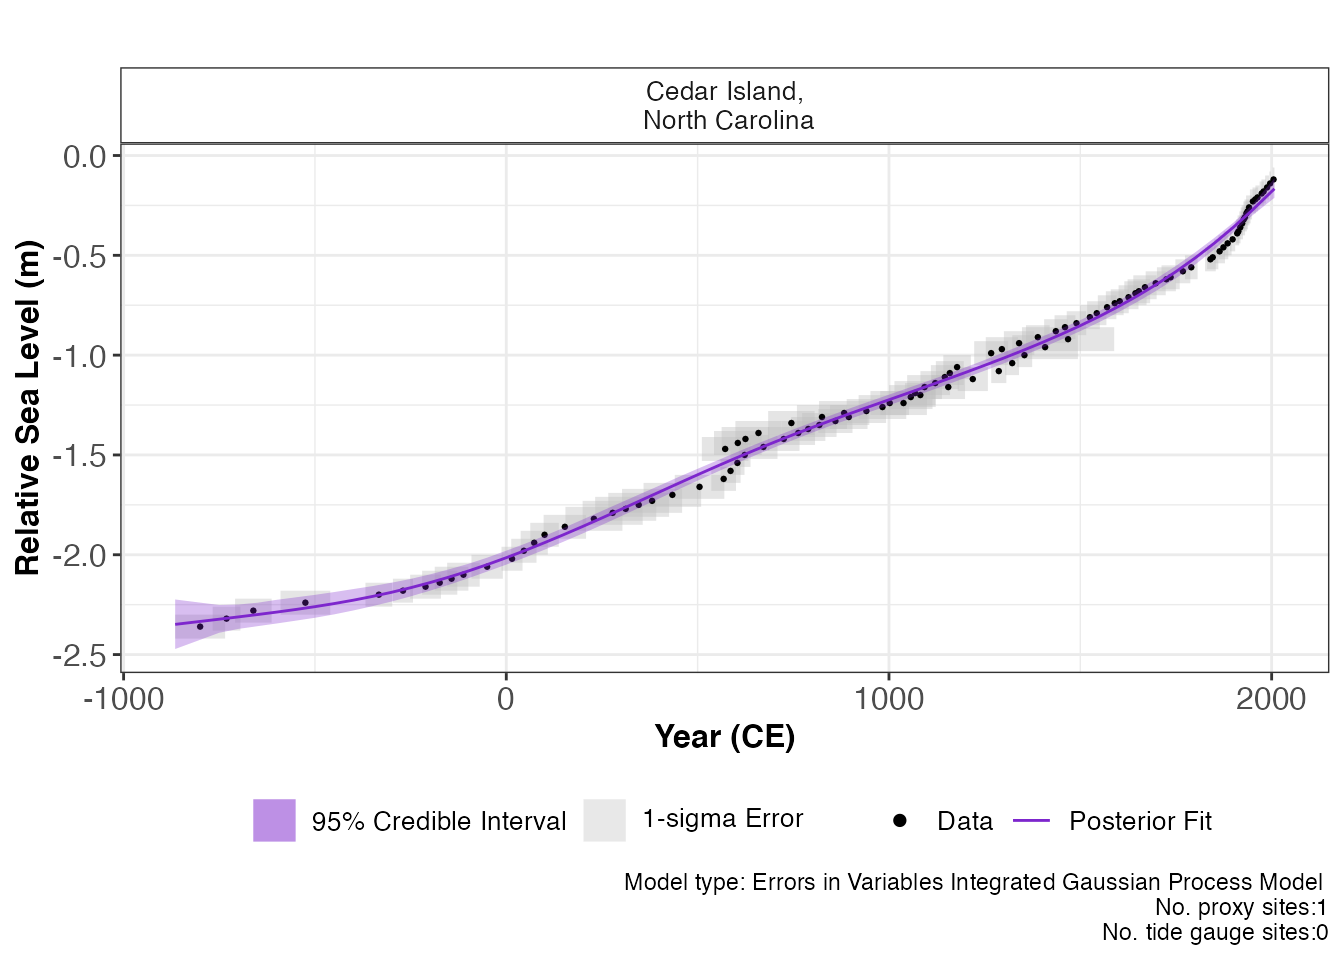 Cedar Island,
North Carolina
0.0
-0.5
-1.0
-1.5
-2.0
-2.5
Relative Sea Level (m)
-1000 0 1000 2000
Year (CE)
95% Credible Interval 1-sigma Error Data Posterior Fit
Model type: Errors in Variables Integrated Gaussian Process Model
No. proxy sites:1
No. tide gauge sites:0